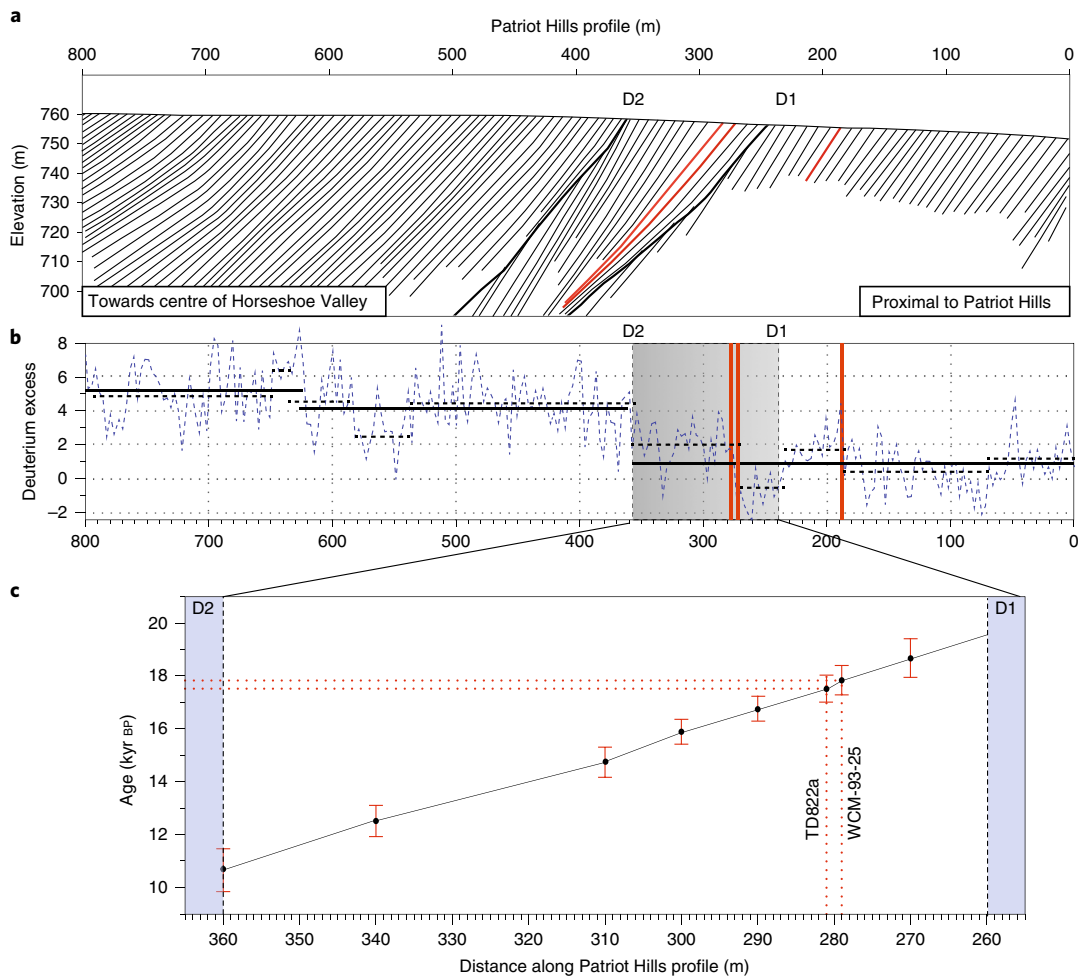 a
Patriot Hills profile (m)
800 700 600 500 400 300 200 100 0
D2 D1
Elevation (m)
760
750
740
730
720
710
700
Towards centre of Horseshoe Valley
Proximal to Patriot Hills
D2 D1
b
Deuterium excess
8
6
4
2
0
−2
800 700 600 500 400 300 200 100 0
c
D2 D1
Age (kyr BP)
20
18
16
14
12
10
TD822a
WCM-93-25
360 350 340 310 300 290 280 270 260
Distance along Patriot Hills profile (m)